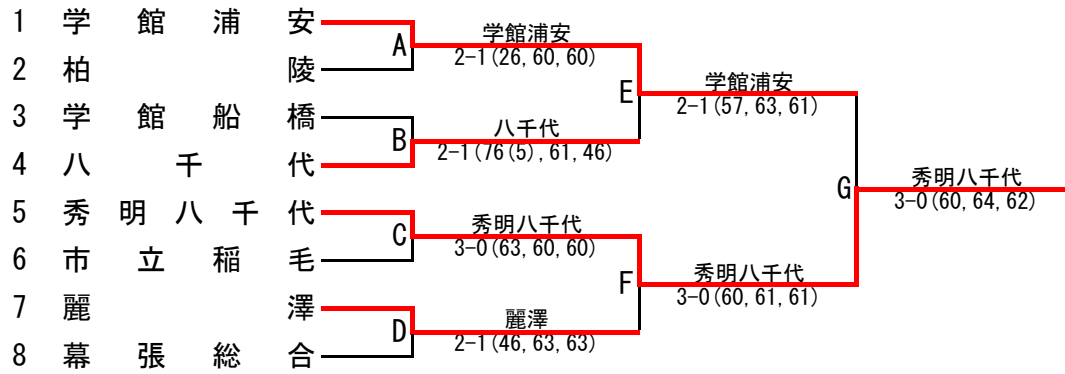 1 学館浦安
2 柏陵
3 学館船橋
4 八千代
5 秀明八千代
6 市立稲毛
7 麗澤
8 幕張総合
A
B
C
D
学館浦安
2-1(26,60,60)
八千代
2-1(76(5),61,46)
秀明八千代
3-0(63,60,60)
麗澤
2-1(46,63,63)
E
F
学館浦安
2-1(57,63,61)
秀明八千代
3-0(60,61,61)
G
秀明八千代
3-0(60,64,62)